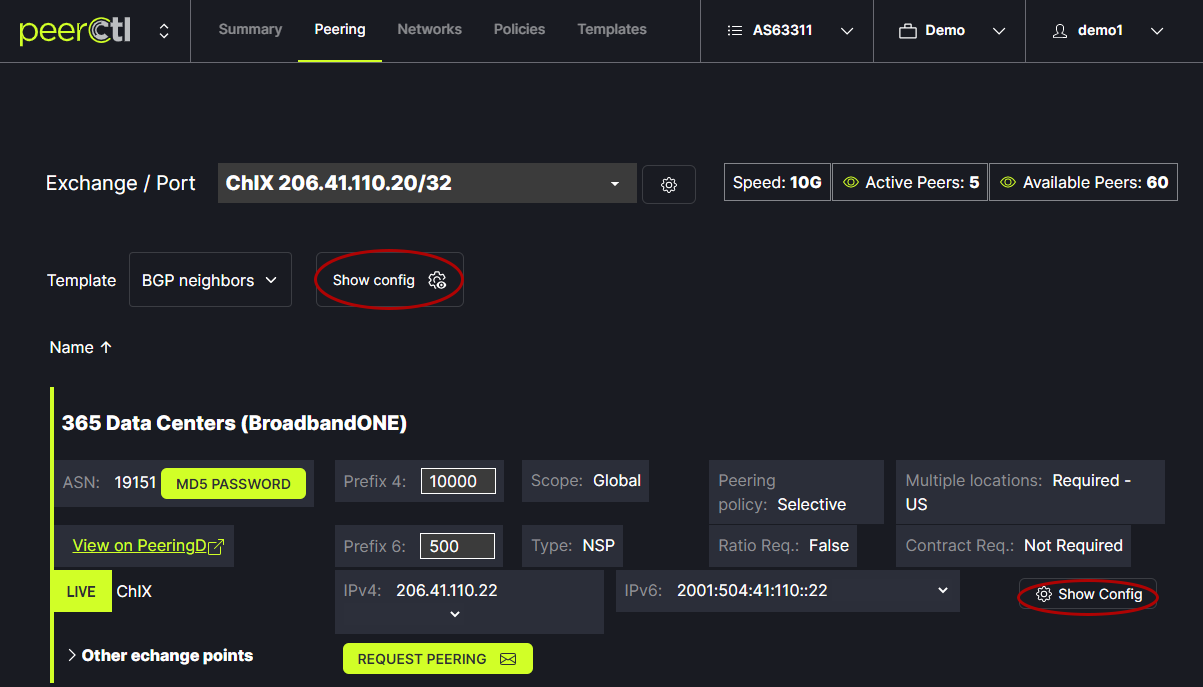 peerCtl Summary Peering Networks Policies Templates AS63311 Demo demo1
Exchange / Port ChIX 206.41.110.20/32 Speed: 10G Active Peers: 5 Available Peers: 60
Template BGP neighbors Show config
Name ↑
365 Data Centers (BroadbandONE)
ASN: 19151 MD5 PASSWORD Prefix 4: 10000 Scope: Global Peering policy: Selective Multiple locations: Required - US
View on PeeringD Prefix 6: 500 Type: NSP Ratio Req.: False Contract Req.: Not Required
LIVE ChIX IPv4: 206.41.110.22 IPv6: 2001:504:41:110::22 Show Config
Other echange points REQUEST PEERING